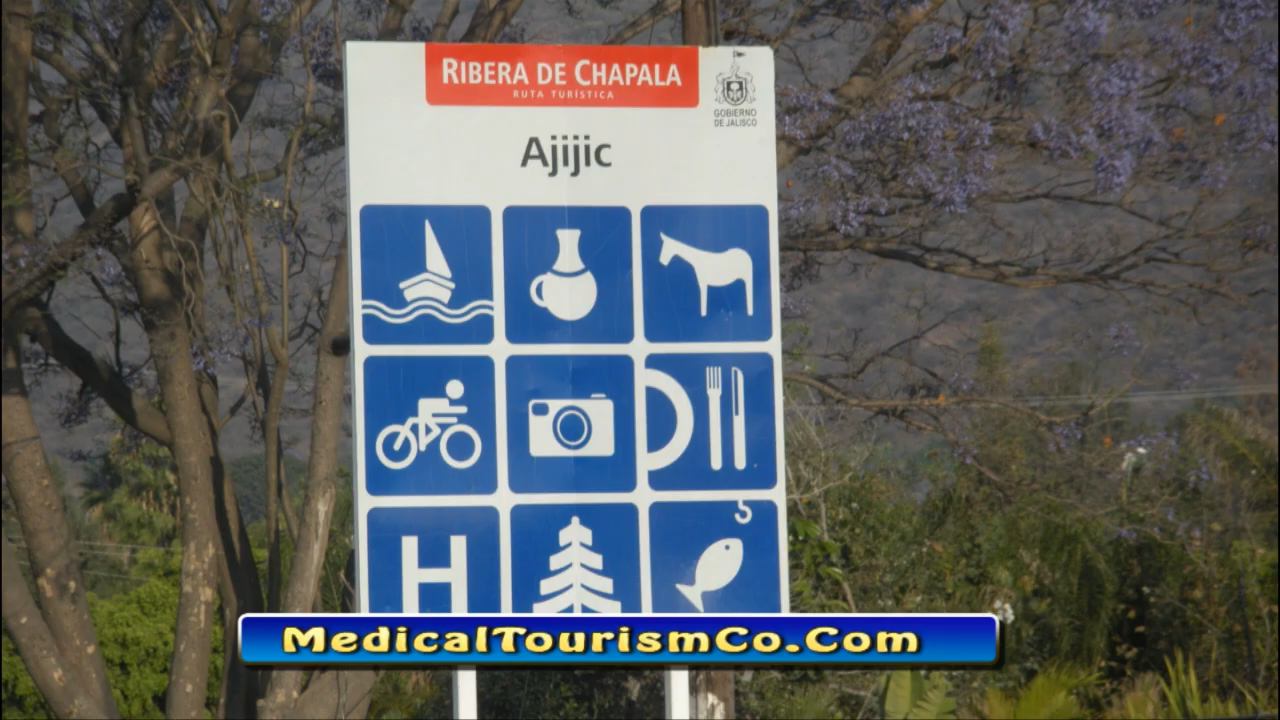 RIBERA DE CHAPALA
RUTA TURÍSTICA
GOBIERNO
DE JALISCO
Ajijic
H
MedicalTourismCo.Com